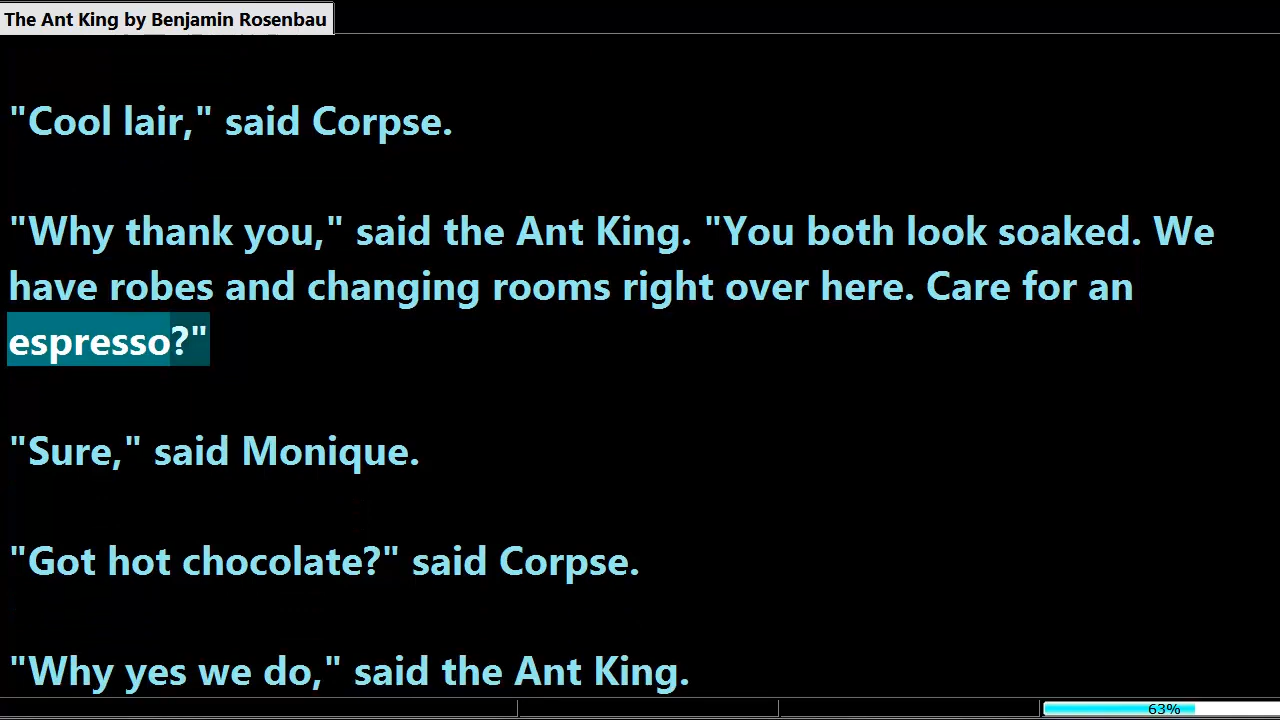 The Ant King by Benjamin Rosenbau
"Cool lair," said Corpse.
"Why thank you," said the Ant King. "You both look soaked. We
have robes and changing rooms right over here. Care for an
espresso?"
"Sure," said Monique.
"Got hot chocolate?" said Corpse.
"Why yes we do," said the Ant King.
63%